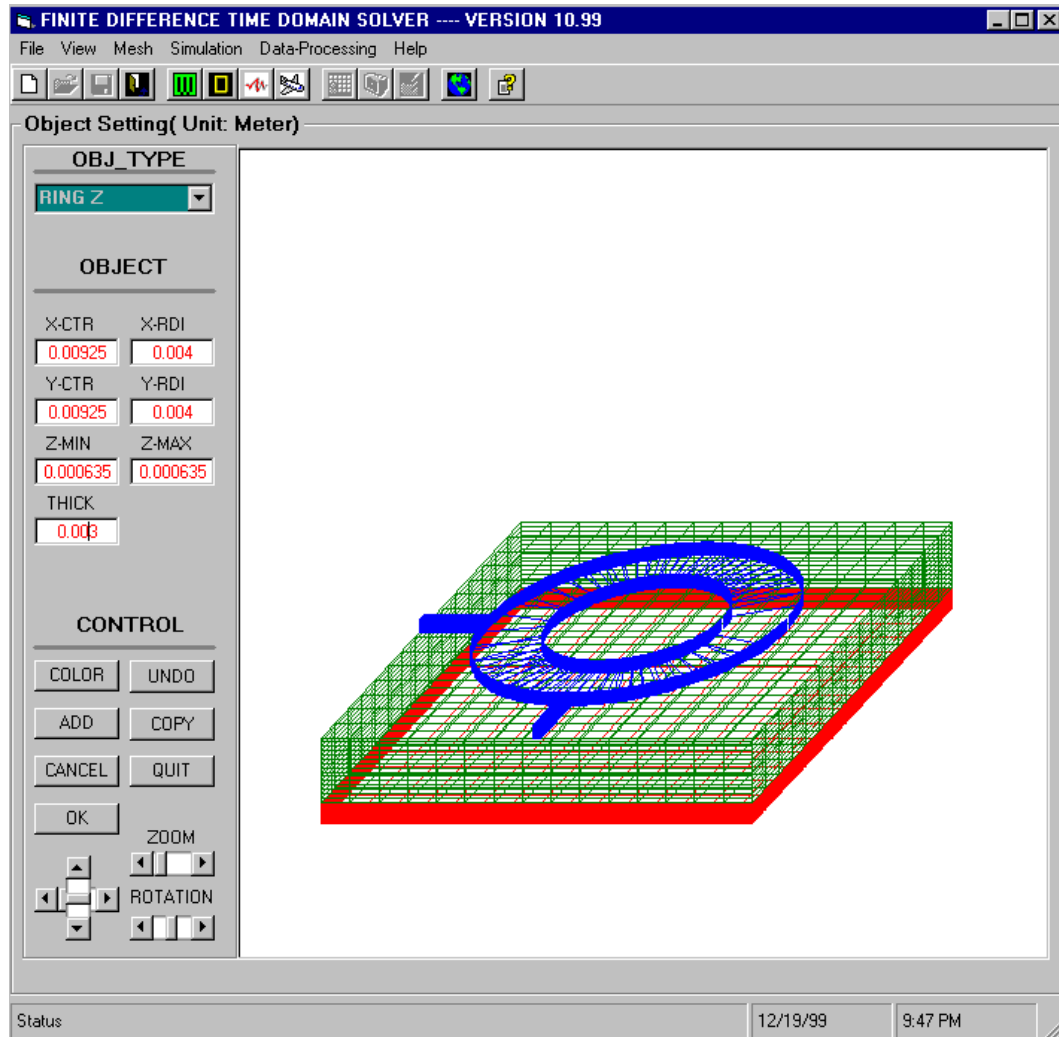 FINITE DIFFERENCE TIME DOMAIN SOLVER ---- VERSION 10.99
File View Mesh Simulation Data-Processing Help
Object Setting( Unit: Meter)
OBJ_TYPE
RING Z
OBJECT
X-CTR X-RDI
0.00925 0.004
Y-CTR Y-RDI
0.00925 0.004
Z-MIN Z-MAX
0.000635 0.000635
THICK
0.003
CONTROL
COLOR UNDO
ADD COPY
CANCEL QUIT
OK
ZOOM
ROTATION
Status 12/19/99 9:47 PM